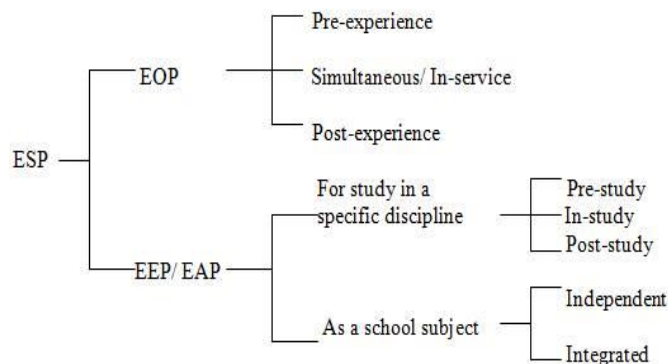 Pre-experience
EOP
Simultaneous/ In-service
Post-experience
ESP
For study in a
specific discipline
Pre-study
In-study
Post-study
EEP/ EAP
Independent
As a school subject
Integrated